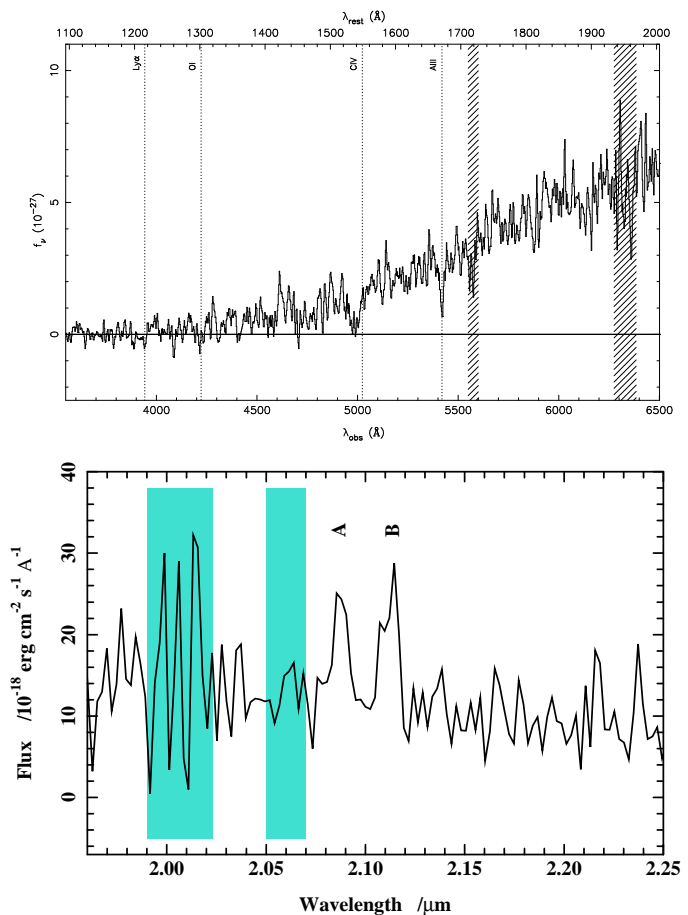 λrest (Å)
1100 1200 1300 1400 1500 1600 1700 1800 1900 2000
Lyα
OI
CIV
AlII
10
5
0
fν (10⁻²⁷)
4000 4500 5000 5500 6000 6500
λobs (Å)
40
30
20
10
0
A
B
Flux /10⁻¹⁸ erg cm⁻² s⁻¹ A⁻¹
2.00 2.05 2.10 2.15 2.20 2.25
Wavelength /μm